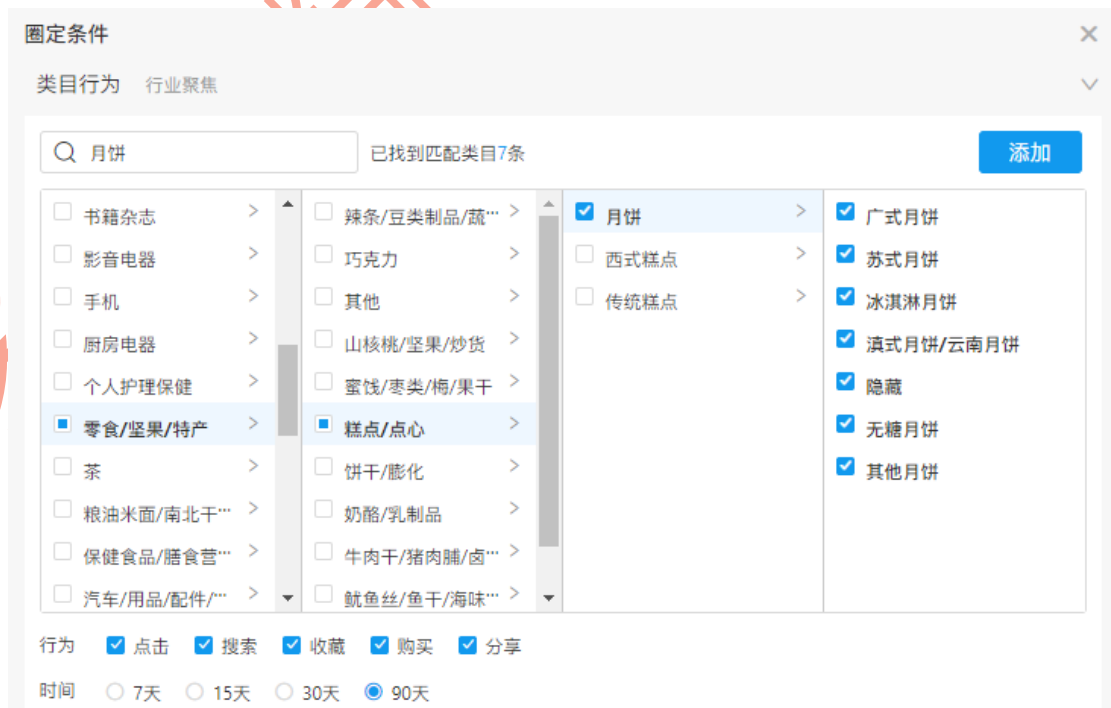 圈定条件
类目行为 行业聚焦
月饼 已找到匹配类目7条 添加
书籍杂志 辣条/豆类制品/蔬… 月饼 广式月饼
影音电器 巧克力 西式糕点 苏式月饼
手机 其他 传统糕点 冰淇淋月饼
厨房电器 山核桃/坚果/炒货 滇式月饼/云南月饼
个人护理保健 蜜饯/枣类/梅/果干 隐藏
零食/坚果/特产 糕点/点心 无糖月饼
茶 饼干/膨化 其他月饼
粮油米面/南北干… 奶酪/乳制品
保健食品/膳食营… 牛肉干/猪肉脯/卤…
汽车/用品/配件/… 鱿鱼丝/鱼干/海味…
行为 点击 搜索 收藏 购买 分享
时间 7天 15天 30天 90天